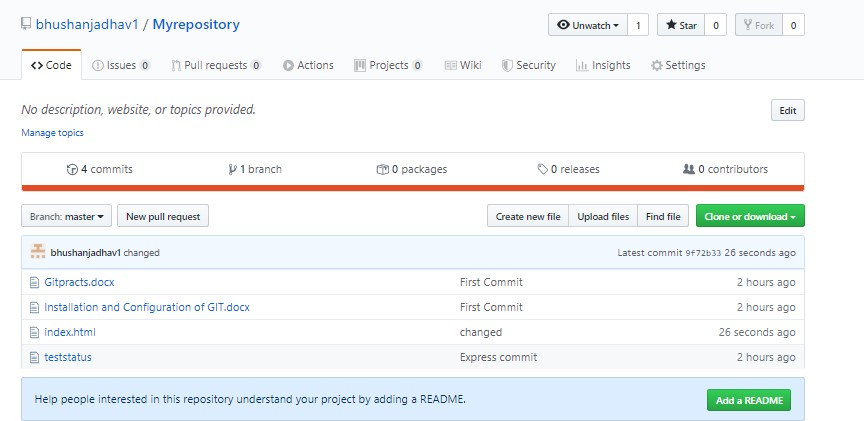 bhushanjadhav1 / Myrepository Unwatch 1 Star 0 Fork 0
Code Issues 0 Pull requests 0 Actions Projects 0 Wiki Security Insights Settings
No description, website, or topics provided. Edit
Manage topics
4 commits 1 branch 0 packages 0 releases 0 contributors
Branch: master New pull request Create new file Upload files Find file Clone or download
bhushanjadhav1 changed Latest commit 9f72b33 26 seconds ago
Gitpracts.docx First Commit 2 hours ago
Installation and Configuration of GIT.docx First Commit 2 hours ago
index.html changed 26 seconds ago
teststatus Express commit 2 hours ago
Help people interested in this repository understand your project by adding a README. Add a README